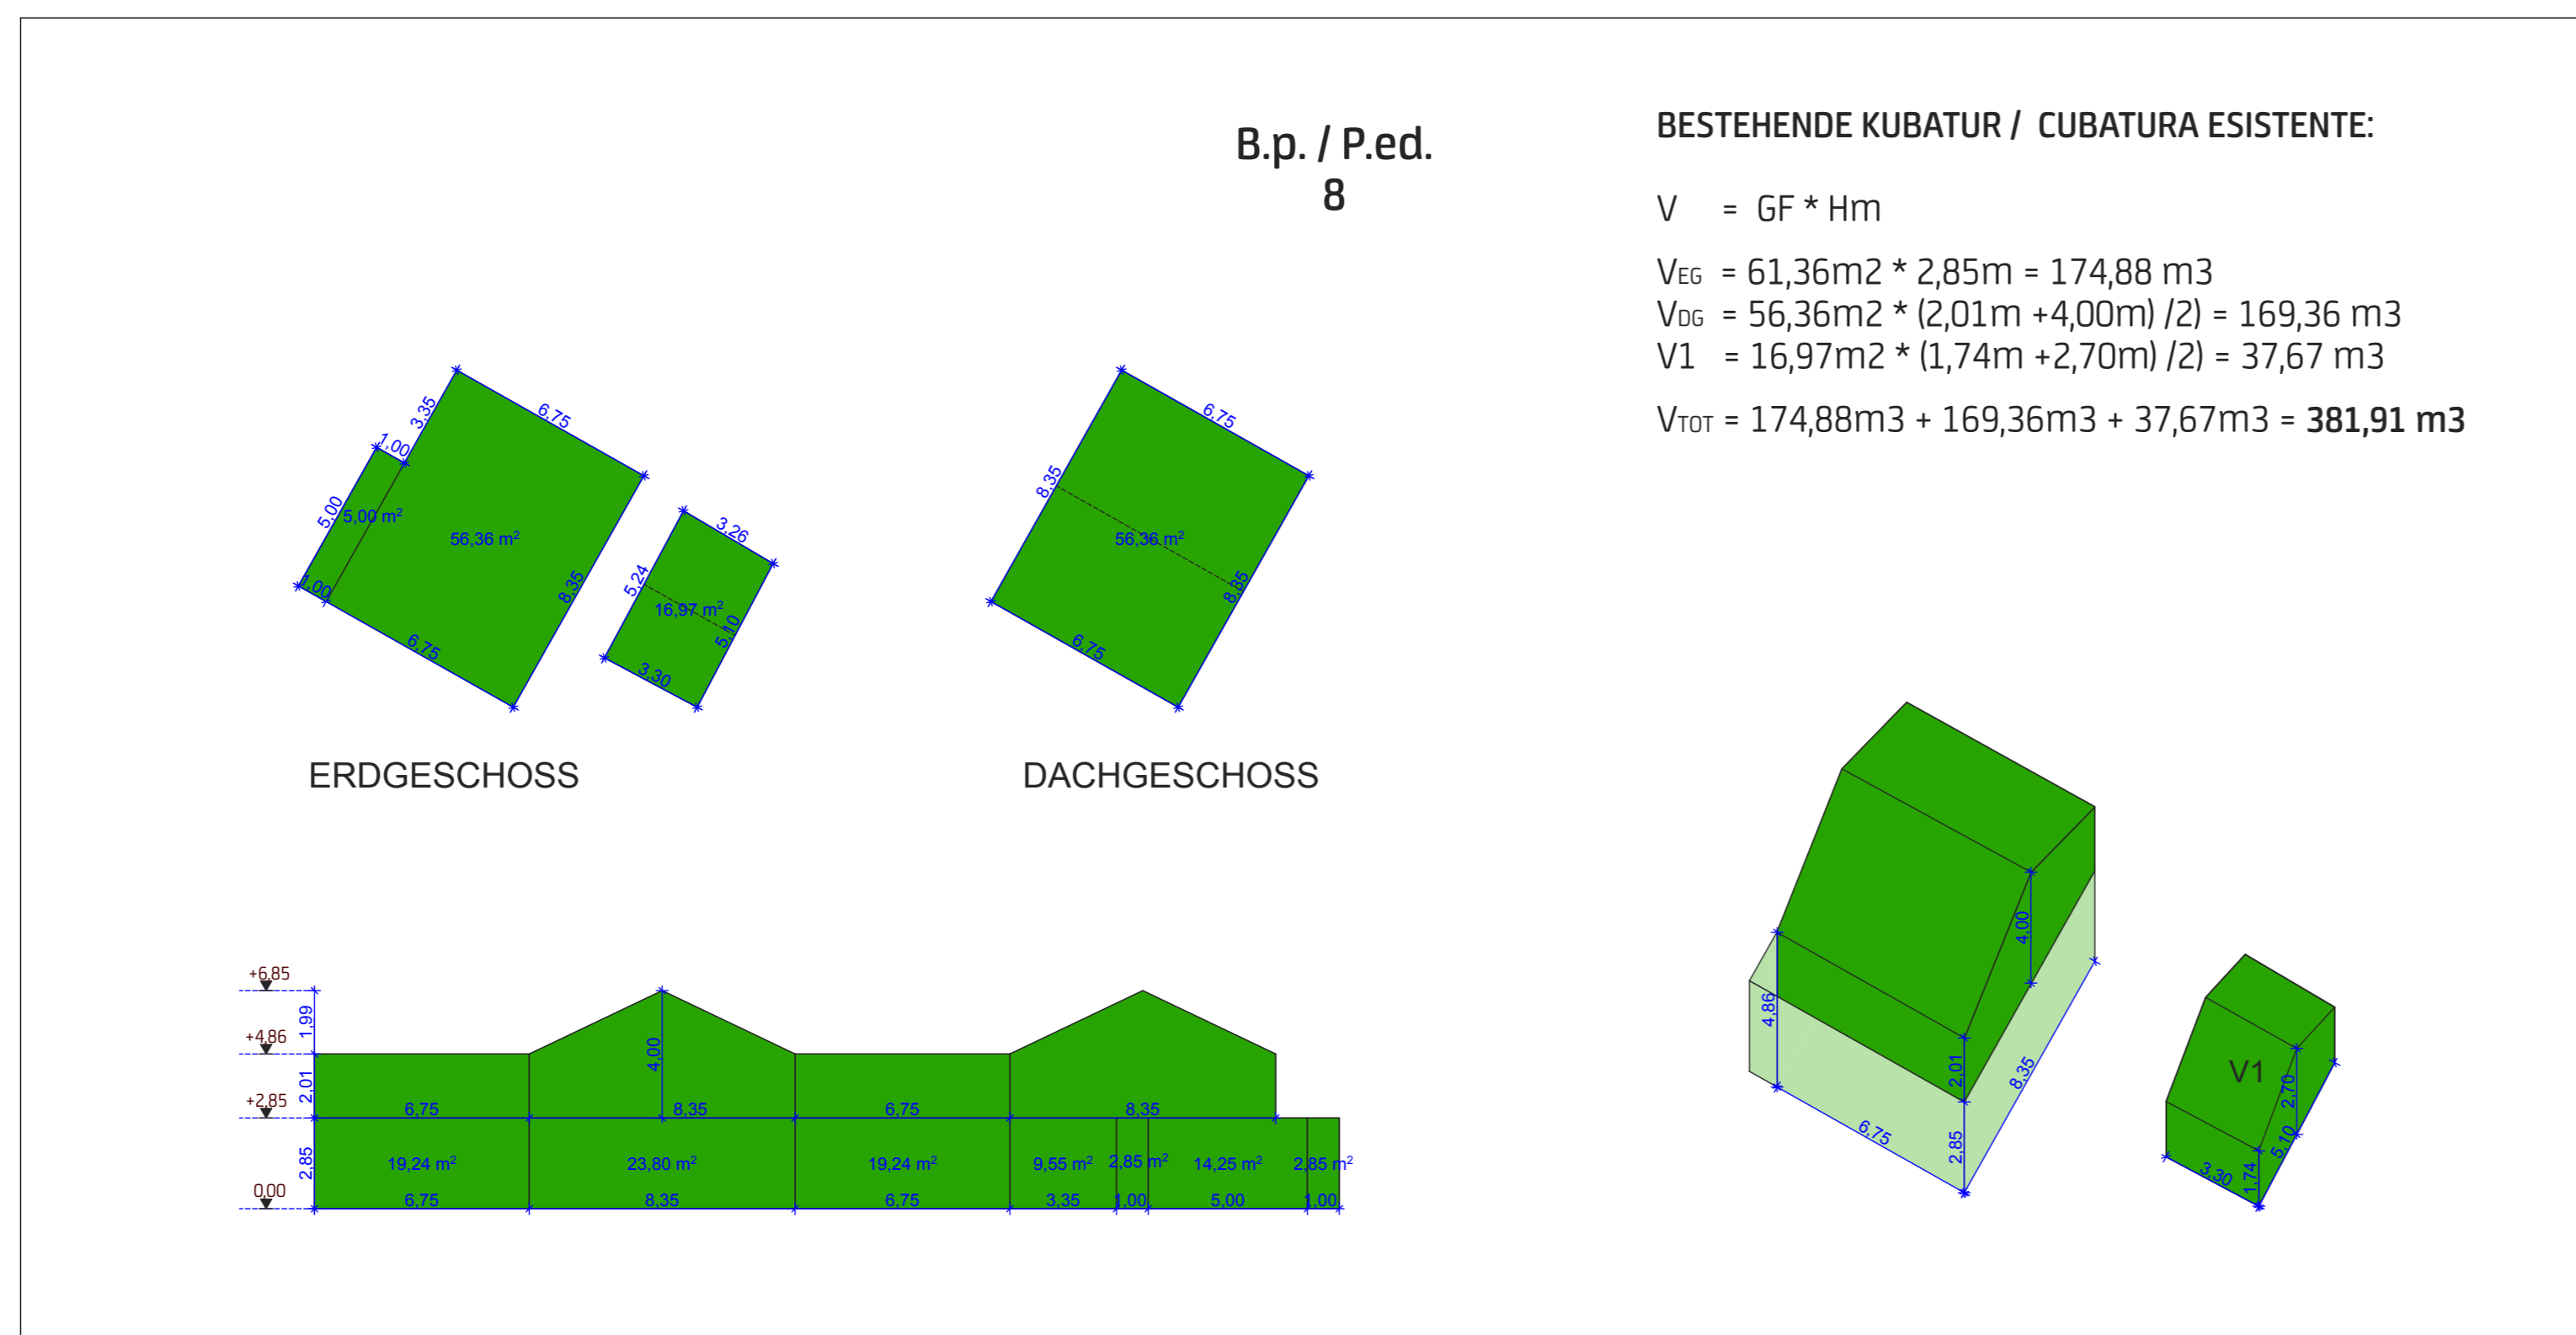 B.p. / P.ed.
8
BESTEHENDE KUBATUR / CUBATURA ESISTENTE:
V = GF * Hm
VEG = 61,36m2 * 2,85m = 174,88 m3
VDG = 56,36m2 * (2,01m +4,00m) /2) = 169,36 m3
V1 = 16,97m2 * (1,74m +2,70m) /2) = 37,67 m3
VTOT = 174,88m3 + 169,36m3 + 37,67m3 = 381,91 m3
3,35
6,75
1,00
5,00
5,00 m²
56,36 m²
8,35
1,00
6,75
3,26
5,24
16,97 m²
5,10
3,30
ERDGESCHOSS
6,75
8,35
56,36 m²
8,35
6,75
DACHGESCHOSS
+6,85
1,99
+4,86
2,01
+2,85
2,85
0,00
4,00
6,75
8,35
6,75
8,35
19,24 m²
23,80 m²
19,24 m²
9,55 m²
2,85 m²
14,25 m²
2,85 m²
6,75
8,35
6,75
3,35
1,00
5,00
1,00
4,00
4,86
2,01
8,35
6,75
2,85
V1
2,70
5,10
3,30
1,74